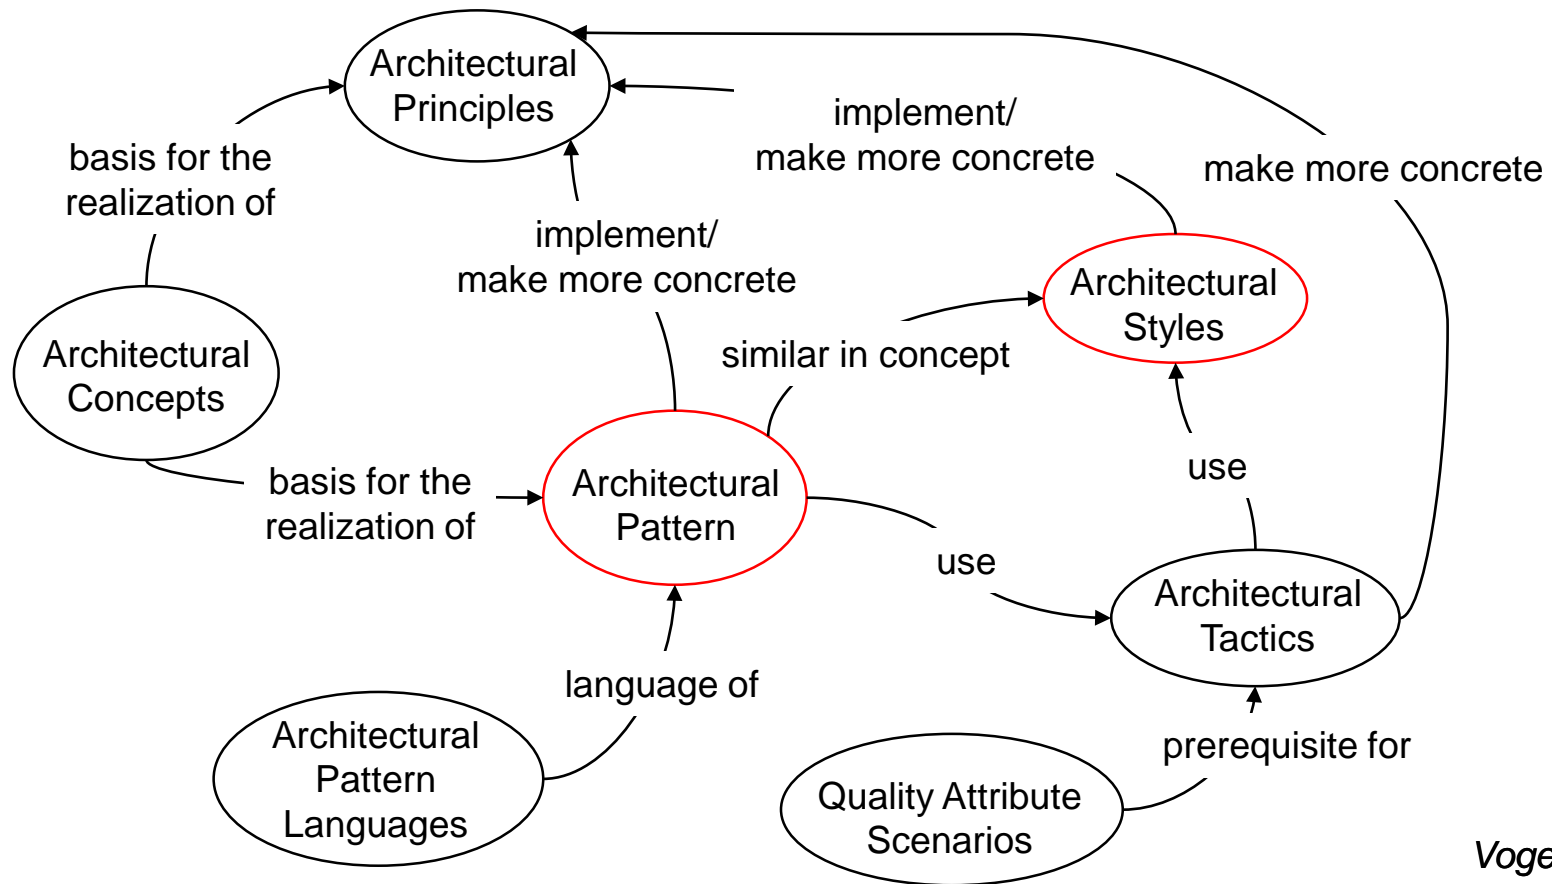 Architectural
Principles
implement/
make more concrete
basis for the
realization of
make more concrete
implement/
make more concrete
Architectural
Styles
Architectural
Concepts
similar in concept
basis for the
realization of
Architectural
Pattern
use
use
Architectural
Tactics
language of
Architectural
Pattern
Languages
prerequisite for
Quality Attribute
Scenarios
Voge